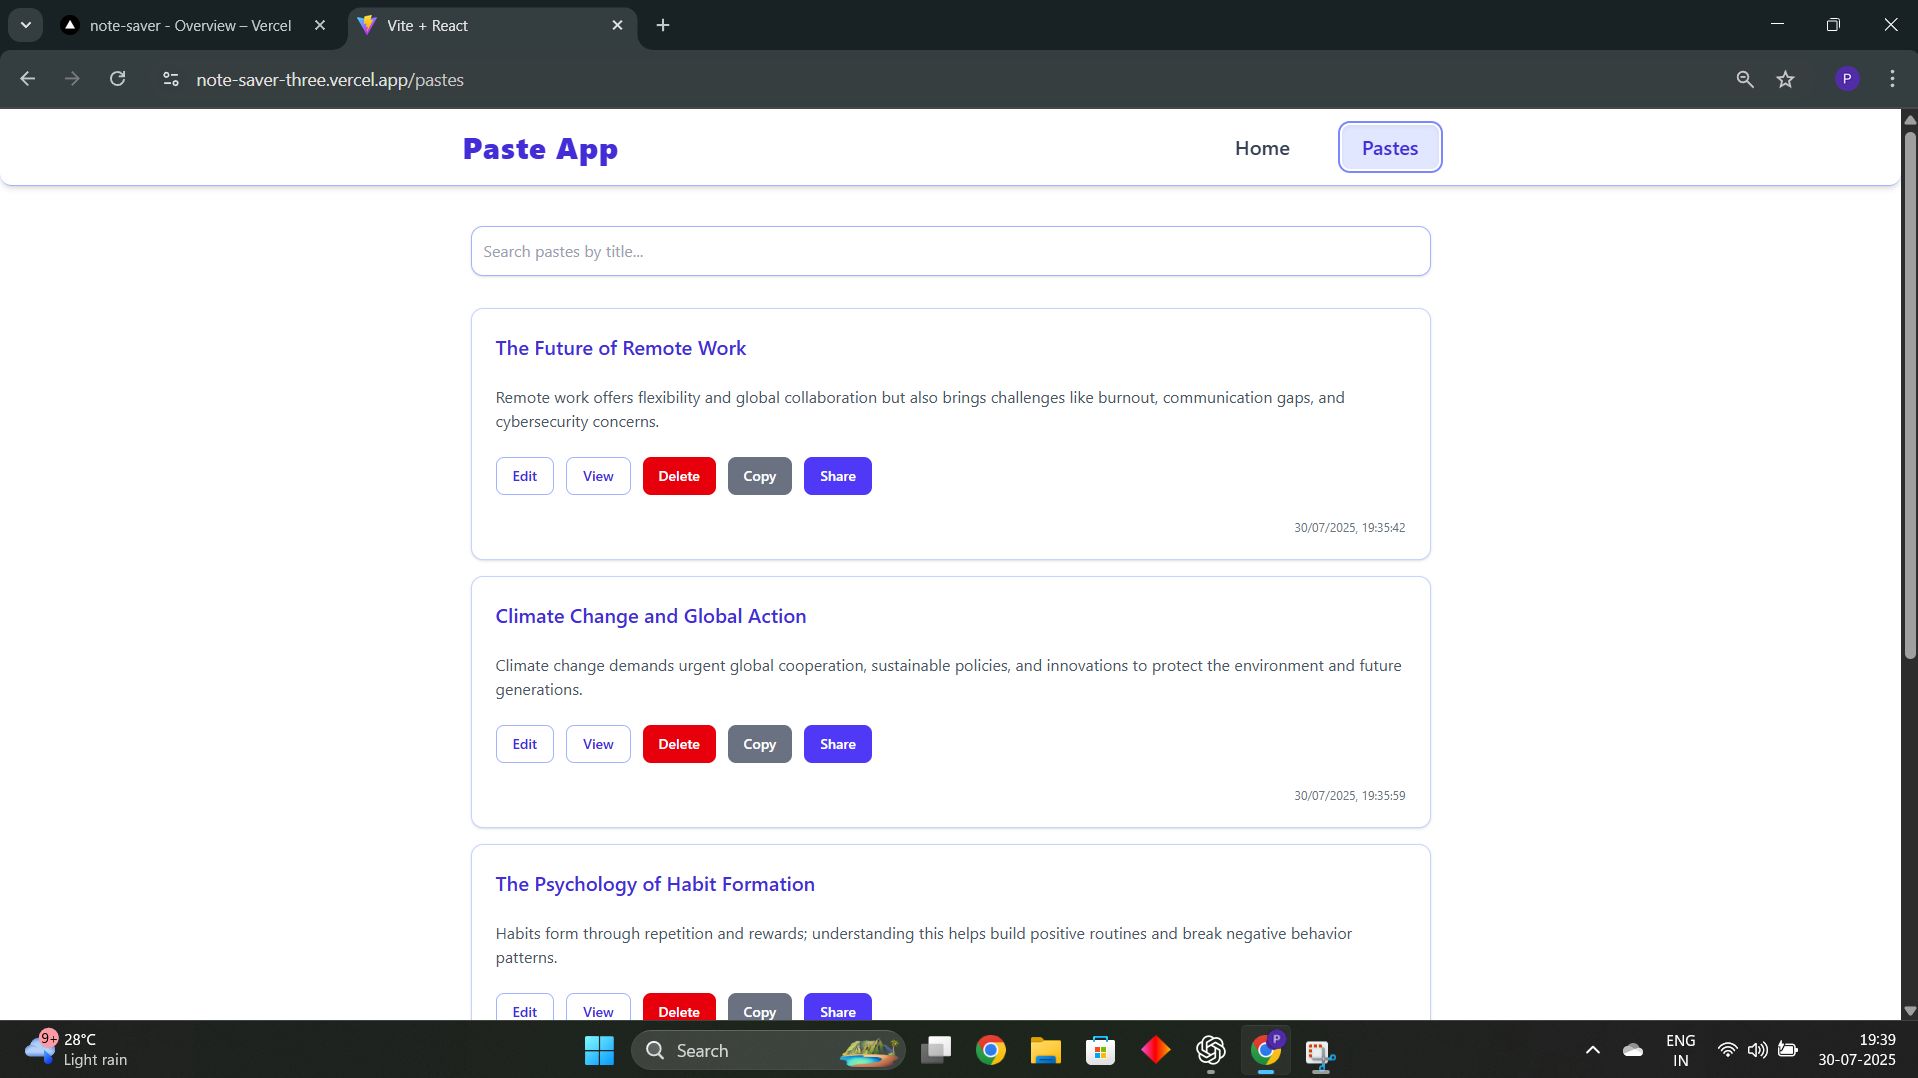 note-saver - Overview – Vercel
Vite + React
note-saver-three.vercel.app/pastes
P
Paste App
Home
Pastes
Search pastes by title...
The Future of Remote Work
Remote work offers flexibility and global collaboration but also brings challenges like burnout, communication gaps, and
cybersecurity concerns.
Edit View Delete Copy Share
30/07/2025, 19:35:42
Climate Change and Global Action
Climate change demands urgent global cooperation, sustainable policies, and innovations to protect the environment and future
generations.
Edit View Delete Copy Share
30/07/2025, 19:35:59
The Psychology of Habit Formation
Habits form through repetition and rewards; understanding this helps build positive routines and break negative behavior
patterns.
Edit View Delete Copy Share
9+
28°C
Light rain
Search
P
ENG
IN
19:39
30-07-2025